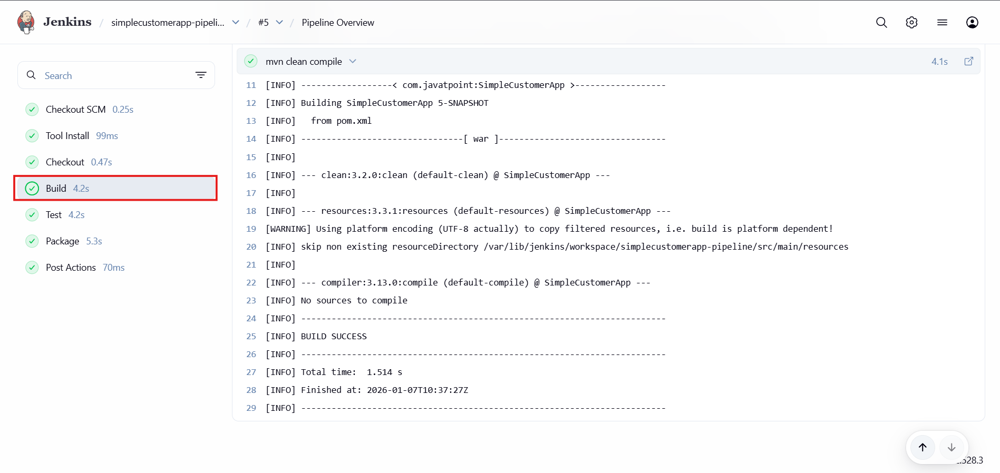 Jenkins / simplecustomerapp-pipeli... / #5 / Pipeline Overview
Search
Checkout SCM 0.25s
Tool Install 99ms
Checkout 0.47s
Build 4.2s
Test 4.2s
Package 5.3s
Post Actions 70ms
mvn clean compile 4.1s
11 [INFO] ------------------< com.javatpoint:SimpleCustomerApp >------------------
12 [INFO] Building SimpleCustomerApp 5-SNAPSHOT
13 [INFO]   from pom.xml
14 [INFO] --------------------------------[ war ]---------------------------------
15 [INFO]
16 [INFO] --- clean:3.2.0:clean (default-clean) @ SimpleCustomerApp ---
17 [INFO]
18 [INFO] --- resources:3.3.1:resources (default-resources) @ SimpleCustomerApp ---
19 [WARNING] Using platform encoding (UTF-8 actually) to copy filtered resources, i.e. build is platform dependent!
20 [INFO] skip non existing resourceDirectory /var/lib/jenkins/workspace/simplecustomerapp-pipeline/src/main/resources
21 [INFO]
22 [INFO] --- compiler:3.13.0:compile (default-compile) @ SimpleCustomerApp ---
23 [INFO] No sources to compile
24 [INFO] ------------------------------------------------------------------------
25 [INFO] BUILD SUCCESS
26 [INFO] ------------------------------------------------------------------------
27 [INFO] Total time:  1.514 s
28 [INFO] Finished at: 2026-01-07T10:37:27Z
29 [INFO] ------------------------------------------------------------------------
.528.3